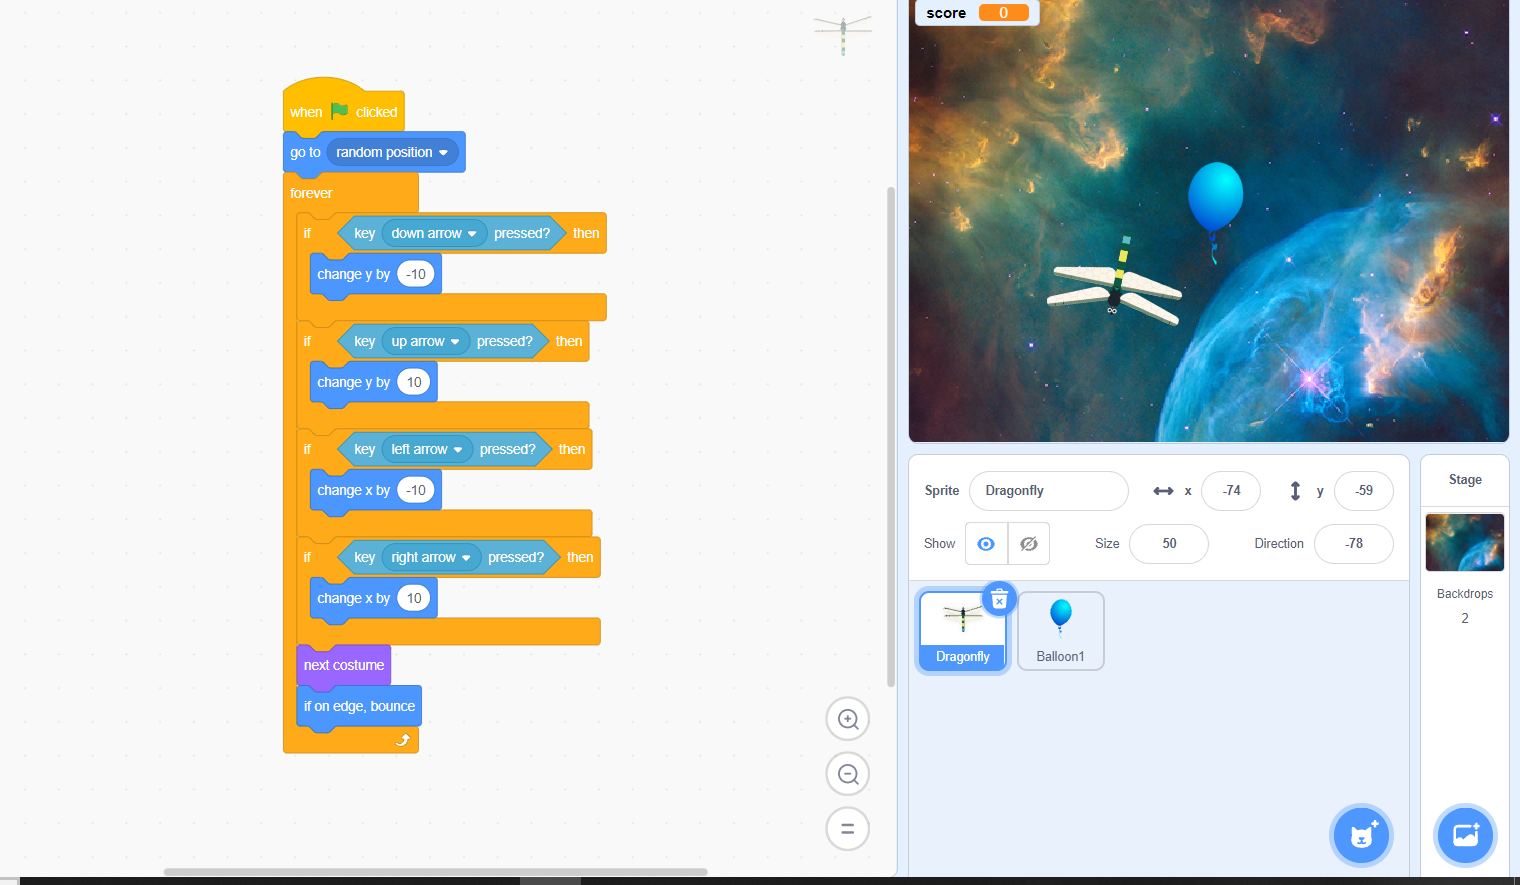 when clicked
go to random position
forever
if key down arrow pressed? then
change y by -10
if key up arrow pressed? then
change y by 10
if key left arrow pressed? then
change x by -10
if key right arrow pressed? then
change x by 10
next costume
if on edge, bounce
score 0
Sprite Dragonfly x -74 y -59
Show Size 50 Direction -78
Dragonfly
Balloon1
Stage
Backdrops
2